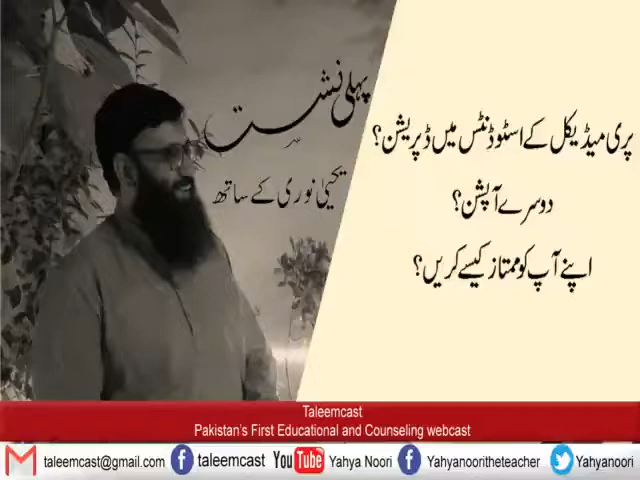 پہلی نشست
یحییٰ نوری کے ساتھ
پری میڈیکل کے اسٹوڈنٹس میں ڈپریشن؟
دوسرے آپشن؟
اپنے آپ کو ممتاز کیسے کریں؟
Taleemcast
Pakistan's First Educational and Counseling webcast
taleemcast@gmail.com taleemcast YouTube Yahya Noori Yahyanooritheteacher Yahyanoori